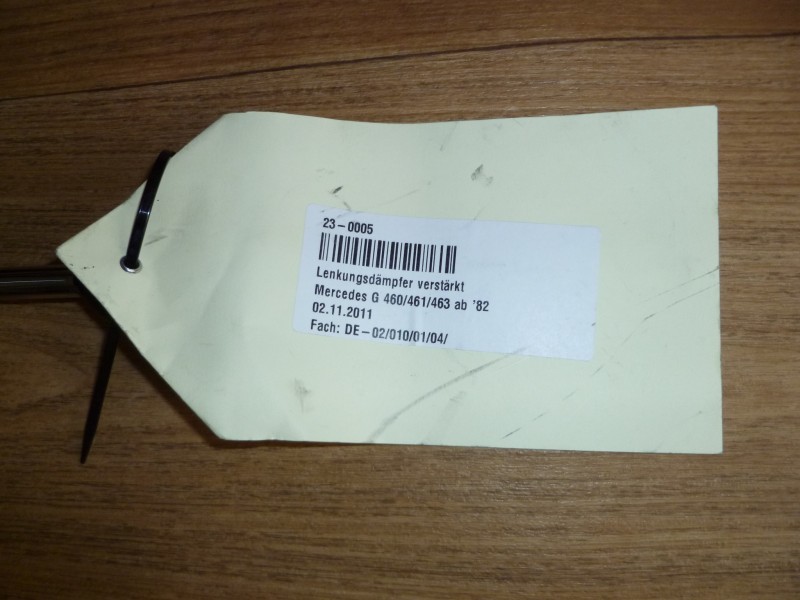 23-0005
Lenkungsdämpfer verstärkt
Mercedes G 460/461/463 ab '82
02.11.2011
Fach: DE-02/010/01/04/